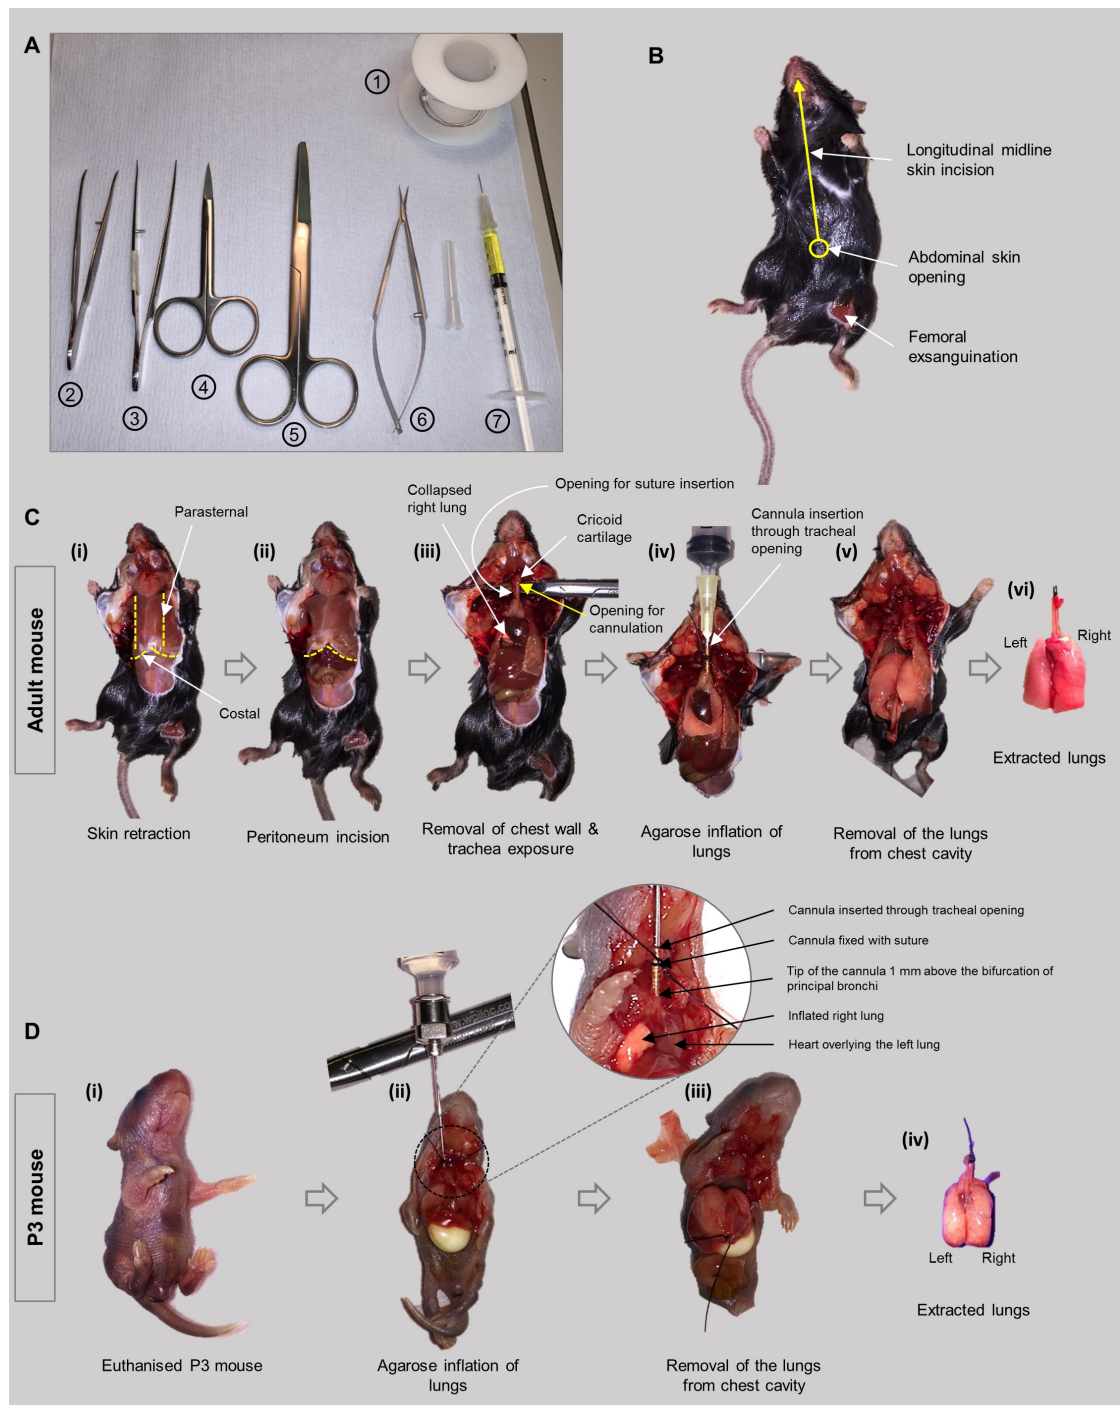 A
1
2
3
4
5
6
7
B
Longitudinal midline
skin incision
Abdominal skin
opening
Femoral
exsanguination
C
Adult mouse
(i)
Parasternal
Costal
Skin retraction
(ii)
Peritoneum incision
(iii)
Collapsed
right lung
Opening for suture insertion
Cricoid
cartilage
Opening for
cannulation
Removal of chest wall &
trachea exposure
(iv)
Cannula insertion
through tracheal
opening
Agarose inflation of
lungs
(v)
Removal of the lungs
from chest cavity
(vi)
Left
Right
Extracted lungs
D
P3 mouse
(i)
Euthanised P3 mouse
(ii)
www.wpiinc.co
Agarose inflation of
lungs
Cannula inserted through tracheal opening
Cannula fixed with suture
Tip of the cannula 1 mm above the bifurcation of
principal bronchi
Inflated right lung
Heart overlying the left lung
(iii)
Removal of the lungs
from chest cavity
(iv)
Left
Right
Extracted lungs